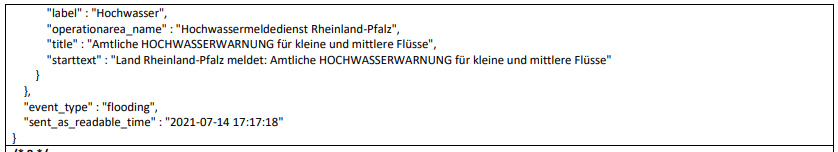 "label" : "Hochwasser",
"operationarea_name" : "Hochwassermeldedienst Rheinland-Pfalz",
"title" : "Amtliche HOCHWASSERWARNUNG für kleine und mittlere Flüsse",
"starttext" : "Land Rheinland-Pfalz meldet: Amtliche HOCHWASSERWARNUNG für kleine und mittlere Flüsse"
}
},
"event_type" : "flooding",
"sent_as_readable_time" : "2021-07-14 17:17:18"
}